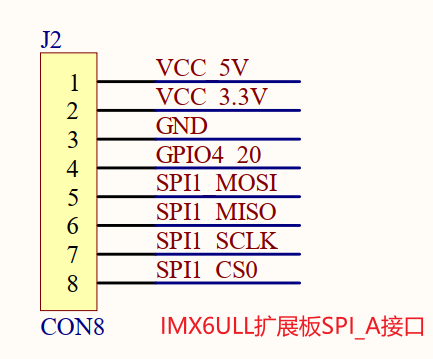 J2
1 VCC 5V
2 VCC 3.3V
3 GND
4 GPIO4 20
5 SPI1 MOSI
6 SPI1 MISO
7 SPI1 SCLK
8 SPI1 CS0
CON8 IMX6ULL扩展板SPI_A接口